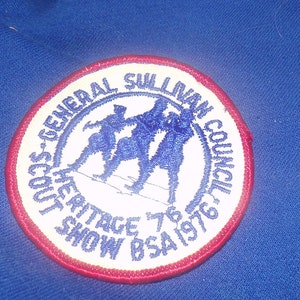 GENERAL SULLIVAN COUNCIL
HERITAGE '76
SCOUT SHOW BSA 1976